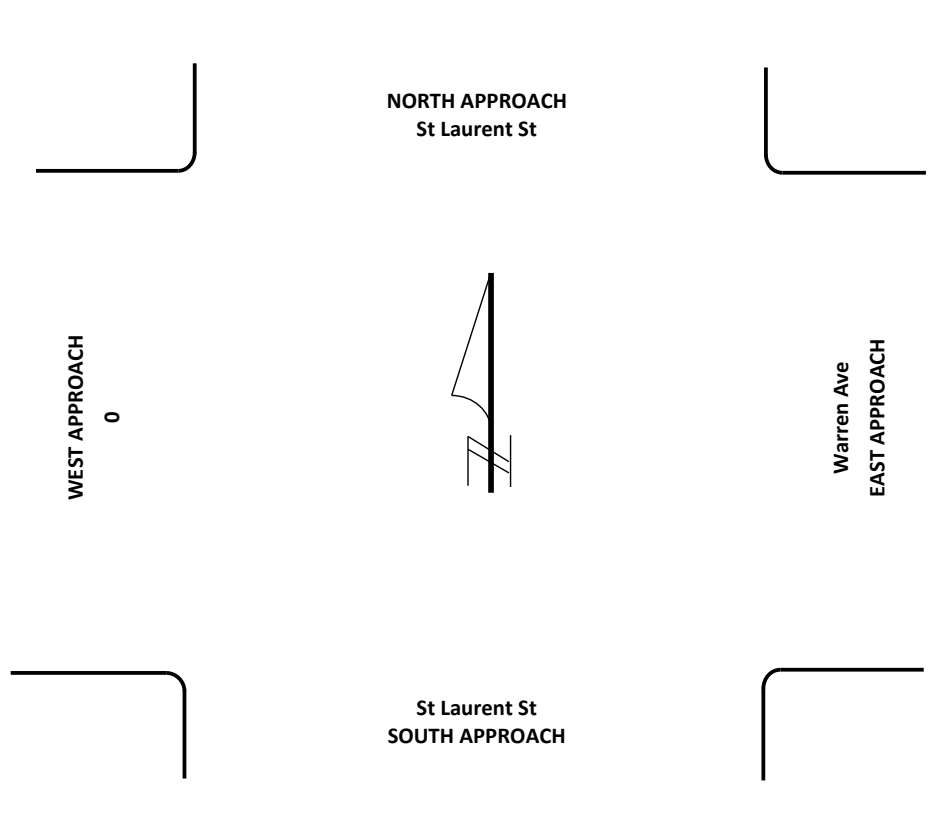 NORTH APPROACH
St Laurent St
WEST APPROACH
0
Warren Ave
EAST APPROACH
St Laurent St
SOUTH APPROACH